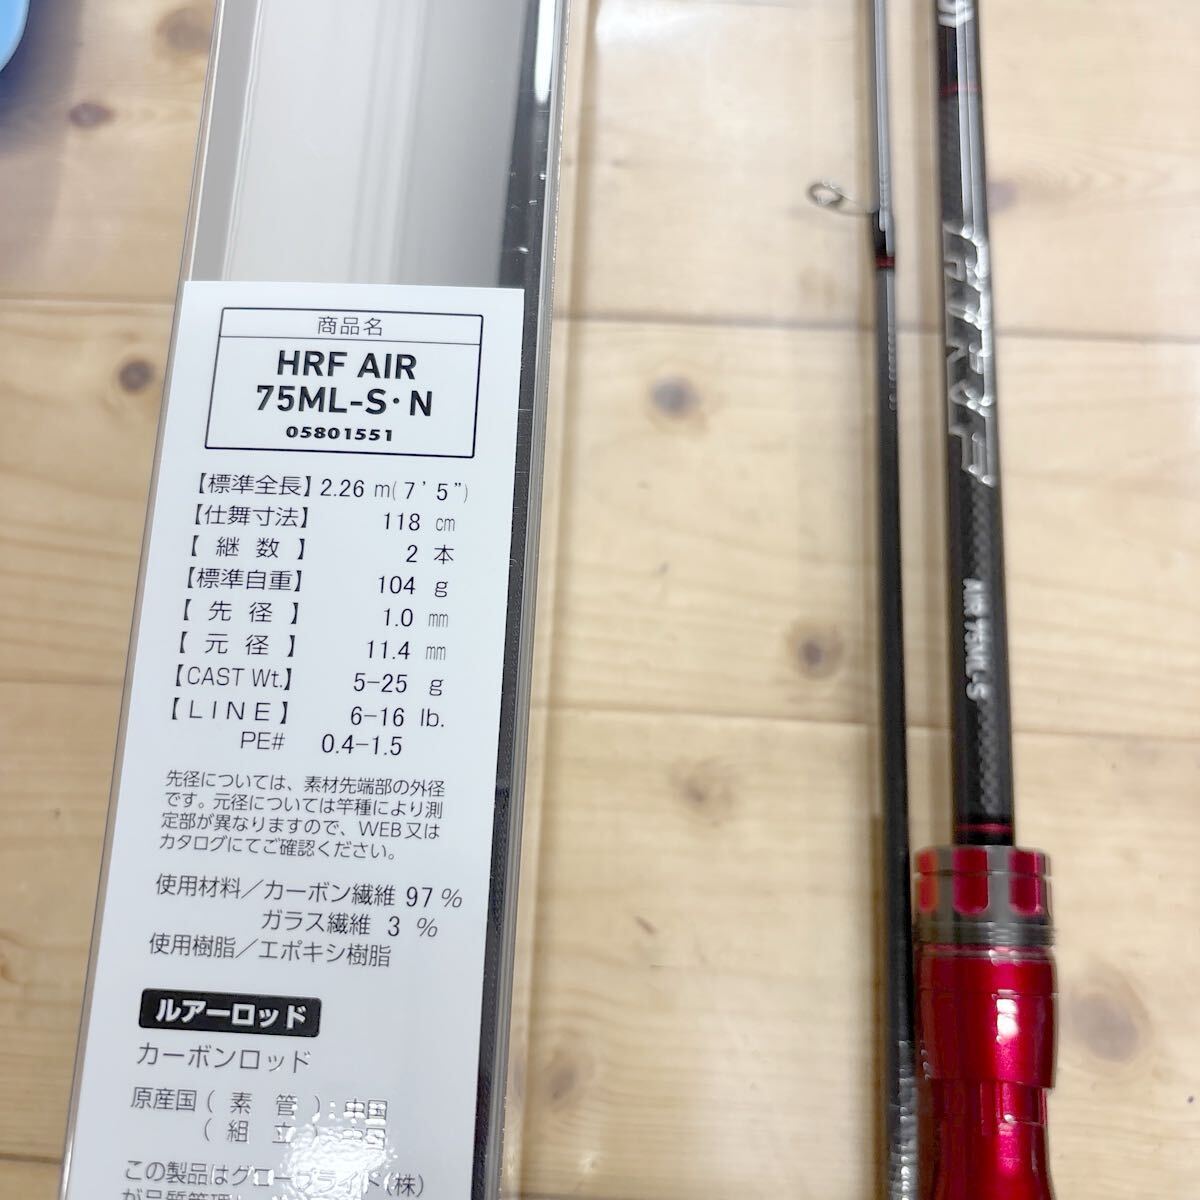 商品名
HRF AIR
75ML-S・N
05801551
【標準全長】2.26 m(7'5")
【仕舞寸法】 118 cm
【継数】 2 本
【標準自重】 104 g
【先径】 1.0 mm
【元径】 11.4 mm
【CAST Wt.】 5-25 g
【LINE】 6-16 lb.
PE# 0.4-1.5
先径については、素材先端部の外径
です。元径については竿種により測
定部が異なりますので、WEB又は
カタログにてご確認ください。
使用材料／カーボン繊維 97 %
ガラス繊維 3 %
使用樹脂／エポキシ樹脂
ルアーロッド
カーボンロッド
原産国(素管):中国
(組立):中国
この製品はグローブライド(株)
が品質管理
HRF
AIR 75ML-S